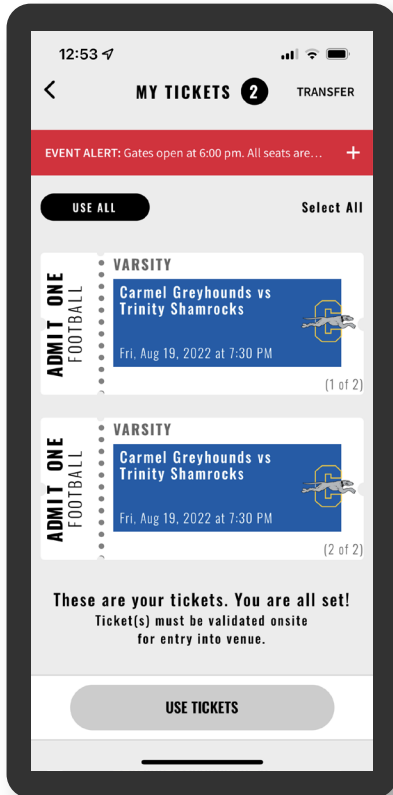 12:53
MY TICKETS 2 TRANSFER
EVENT ALERT: Gates open at 6:00 pm. All seats are... +
USE ALL Select All
ADMIT ONE
FOOTBALL
VARSITY
Carmel Greyhounds vs
Trinity Shamrocks
Fri, Aug 19, 2022 at 7:30 PM
C
(1 of 2)
ADMIT ONE
FOOTBALL
VARSITY
Carmel Greyhounds vs
Trinity Shamrocks
Fri, Aug 19, 2022 at 7:30 PM
C
(2 of 2)
These are your tickets. You are all set!
Ticket(s) must be validated onsite
for entry into venue.
USE TICKETS